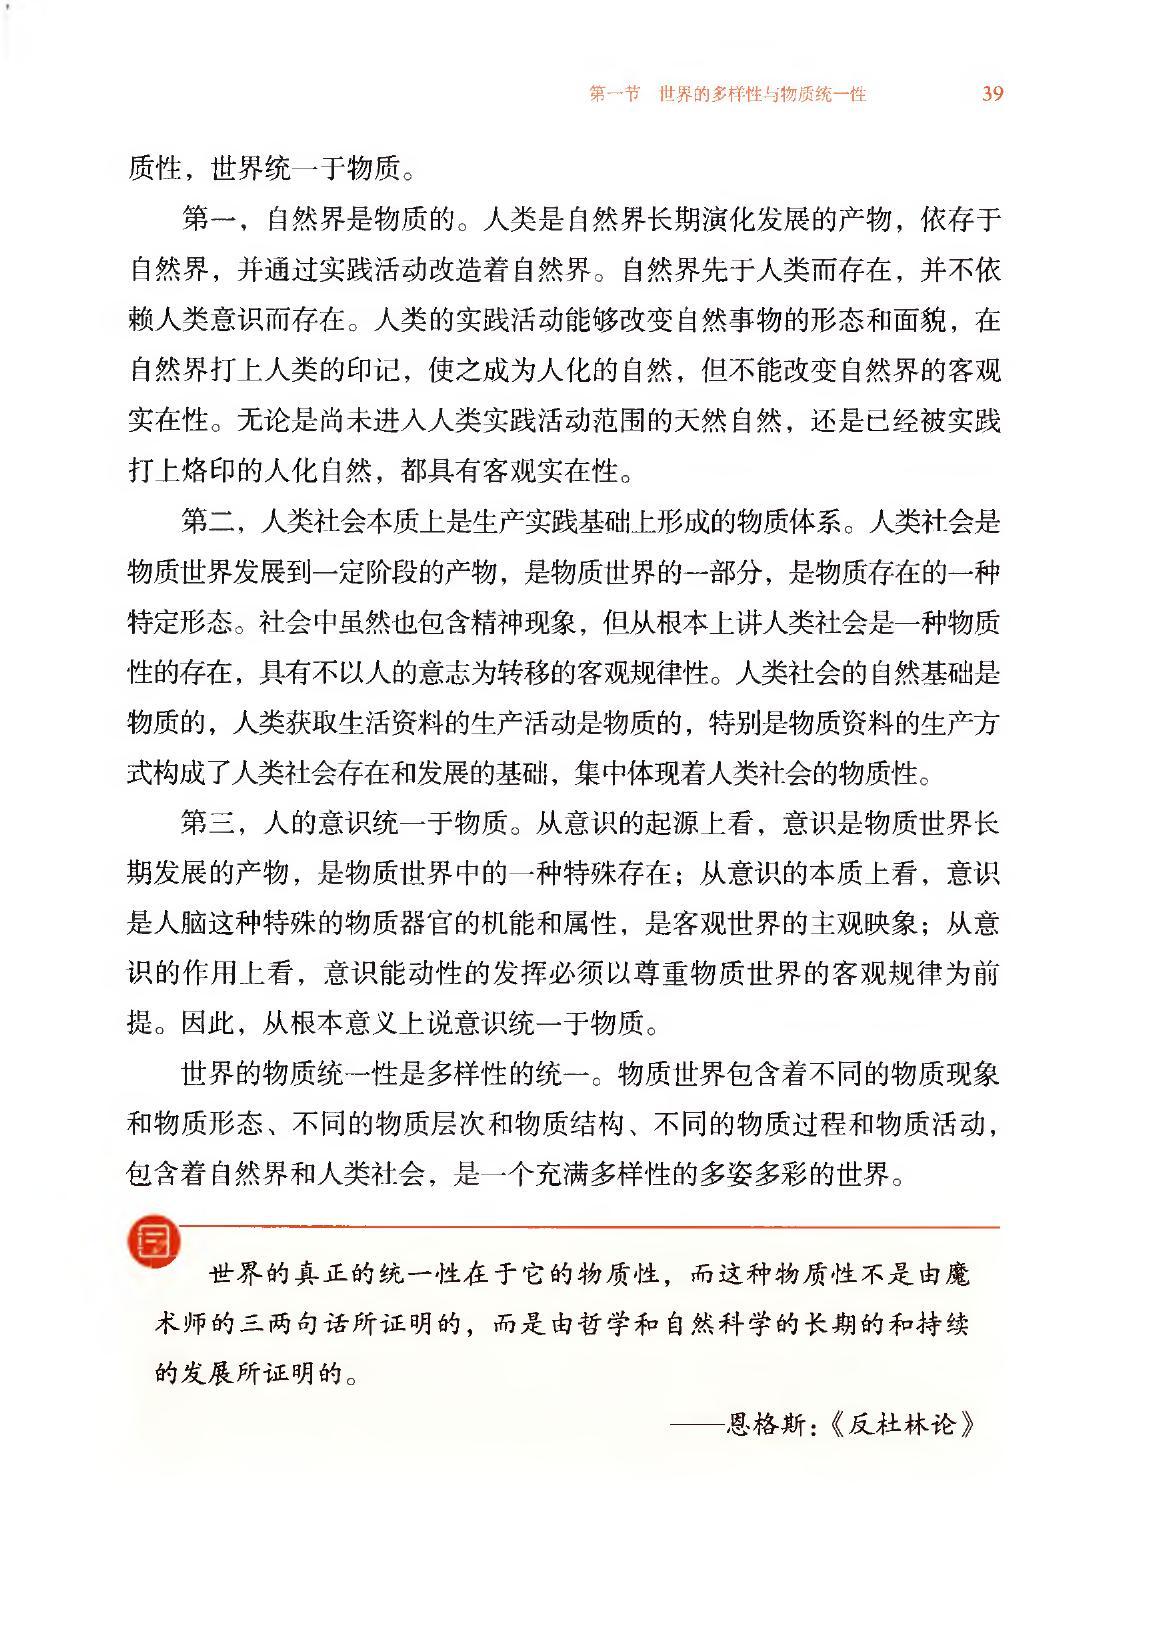 第一节 世界的多样性与物质统一性 39
质性，世界统一于物质。
第一，自然界是物质的。人类是自然界长期演化发展的产物，依存于
自然界，并通过实践活动改造着自然界。自然界先于人类而存在，并不依
赖人类意识而存在。人类的实践活动能够改变自然事物的形态和面貌，在
自然界打上人类的印记，使之成为人化的自然，但不能改变自然界的客观
实在性。无论是尚未进入人类实践活动范围的天然自然，还是已经被实践
打上烙印的人化自然，都具有客观实在性。
第二，人类社会本质上是生产实践基础上形成的物质体系。人类社会是
物质世界发展到一定阶段的产物，是物质世界的一部分，是物质存在的一种
特定形态。社会中虽然也包含精神现象，但从根本上讲人类社会是一种物质
性的存在，具有不以人的意志为转移的客观规律性。人类社会的自然基础是
物质的，人类获取生活资料的生产活动是物质的，特别是物质资料的生产方
式构成了人类社会存在和发展的基础，集中体现着人类社会的物质性。
第三，人的意识统一于物质。从意识的起源上看，意识是物质世界长
期发展的产物，是物质世界中的一种特殊存在；从意识的本质上看，意识
是人脑这种特殊的物质器官的机能和属性，是客观世界的主观映象；从意
识的作用上看，意识能动性的发挥必须以尊重物质世界的客观规律为前
提。因此，从根本意义上说意识统一于物质。
世界的物质统一性是多样性的统一。物质世界包含着不同的物质现象
和物质形态、不同的物质层次和物质结构、不同的物质过程和物质活动，
包含着自然界和人类社会，是一个充满多样性的多姿多彩的世界。
世界的真正的统一性在于它的物质性，而这种物质性不是由魔
术师的三两句话所证明的，而是由哲学和自然科学的长期的和持续
的发展所证明的。
——恩格斯：《反杜林论》